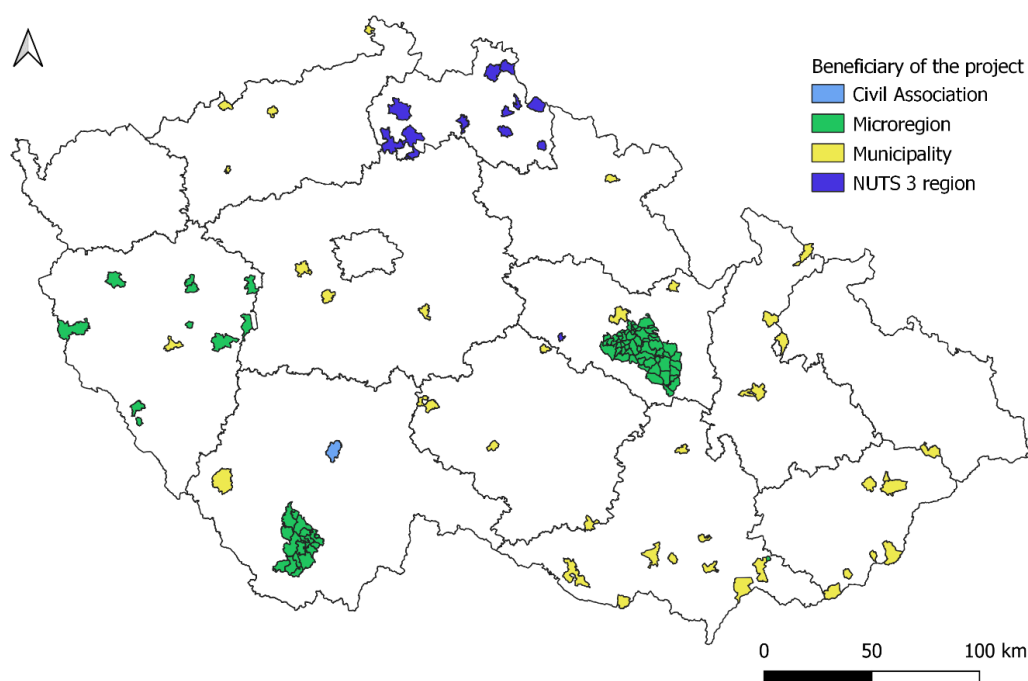 Beneficiary of the project
Civil Association
Microregion
Municipality
NUTS 3 region
0 50 100 km